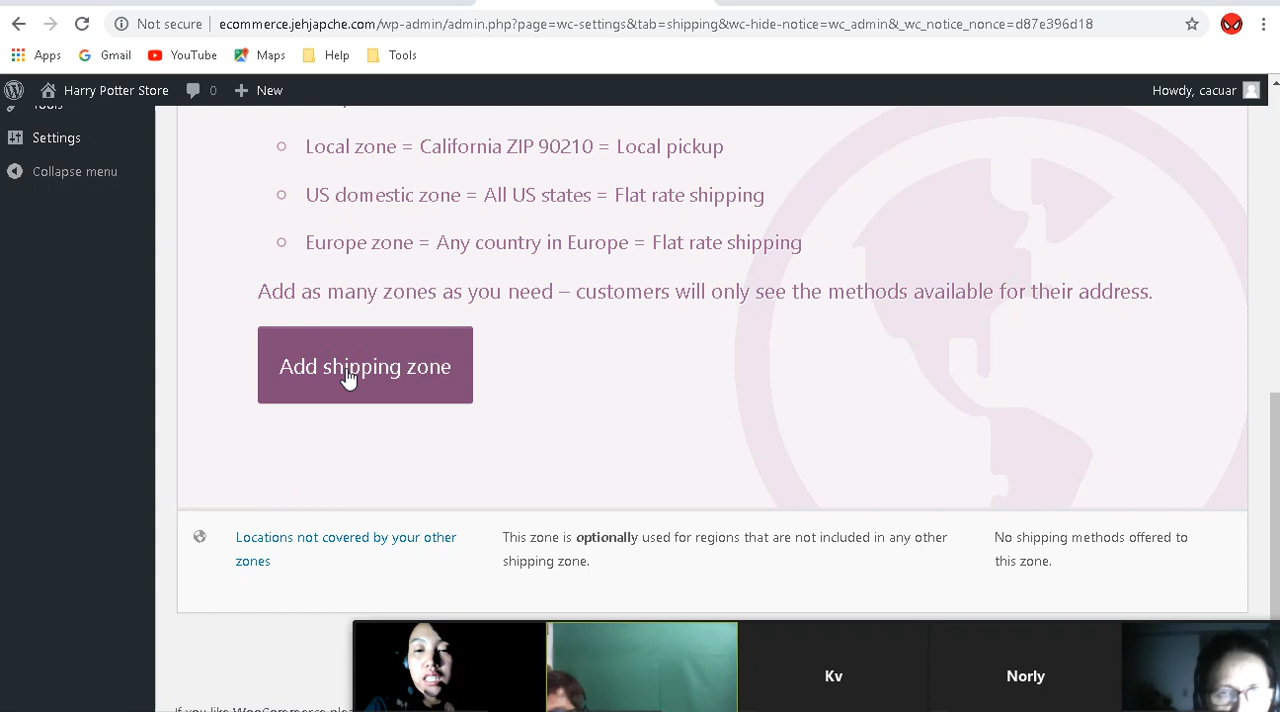 Not secure
ecommerce.jehjapche.com/wp-admin/admin.php?page=wc-settings&tab=shipping&wc-hide-notice=wc_admin&_wc_notice_nonce=d87e396d18
Apps Gmail YouTube Maps Help Tools
Harry Potter Store 0 New Howdy, cacuar
Tools
Settings
Collapse menu
Local zone = California ZIP 90210 = Local pickup
US domestic zone = All US states = Flat rate shipping
Europe zone = Any country in Europe = Flat rate shipping
Add as many zones as you need – customers will only see the methods available for their address.
Add shipping zone
Locations not covered by your other
zones
This zone is optionally used for regions that are not included in any other
shipping zone.
No shipping methods offered to
this zone.
Kv
Norly
If you like WooCommerce